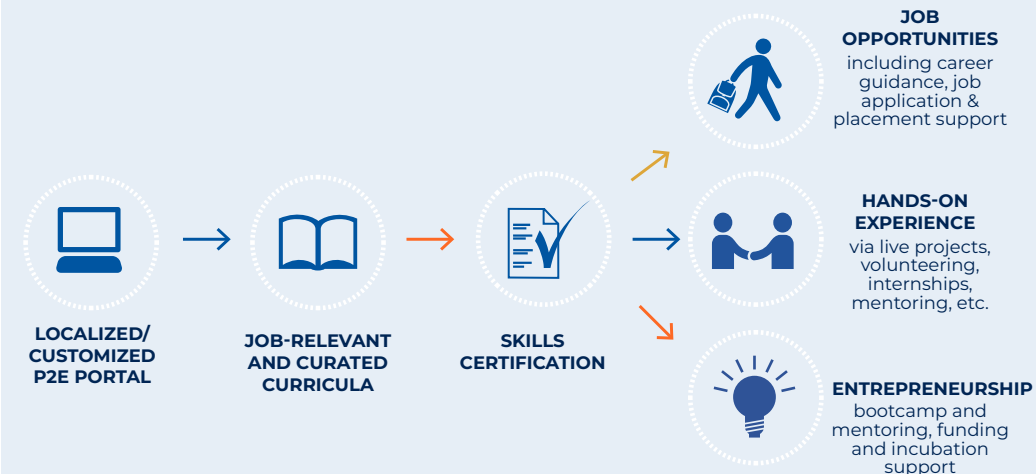 LOCALIZED/
CUSTOMIZED
P2E PORTAL
JOB-RELEVANT
AND CURATED
CURRICULA
SKILLS
CERTIFICATION
JOB
OPPORTUNITIES
including career
guidance, job
application &
placement support
HANDS-ON
EXPERIENCE
via live projects,
volunteering,
internships,
mentoring, etc.
ENTREPRENEURSHIP
bootcamp and
mentoring, funding
and incubation
support